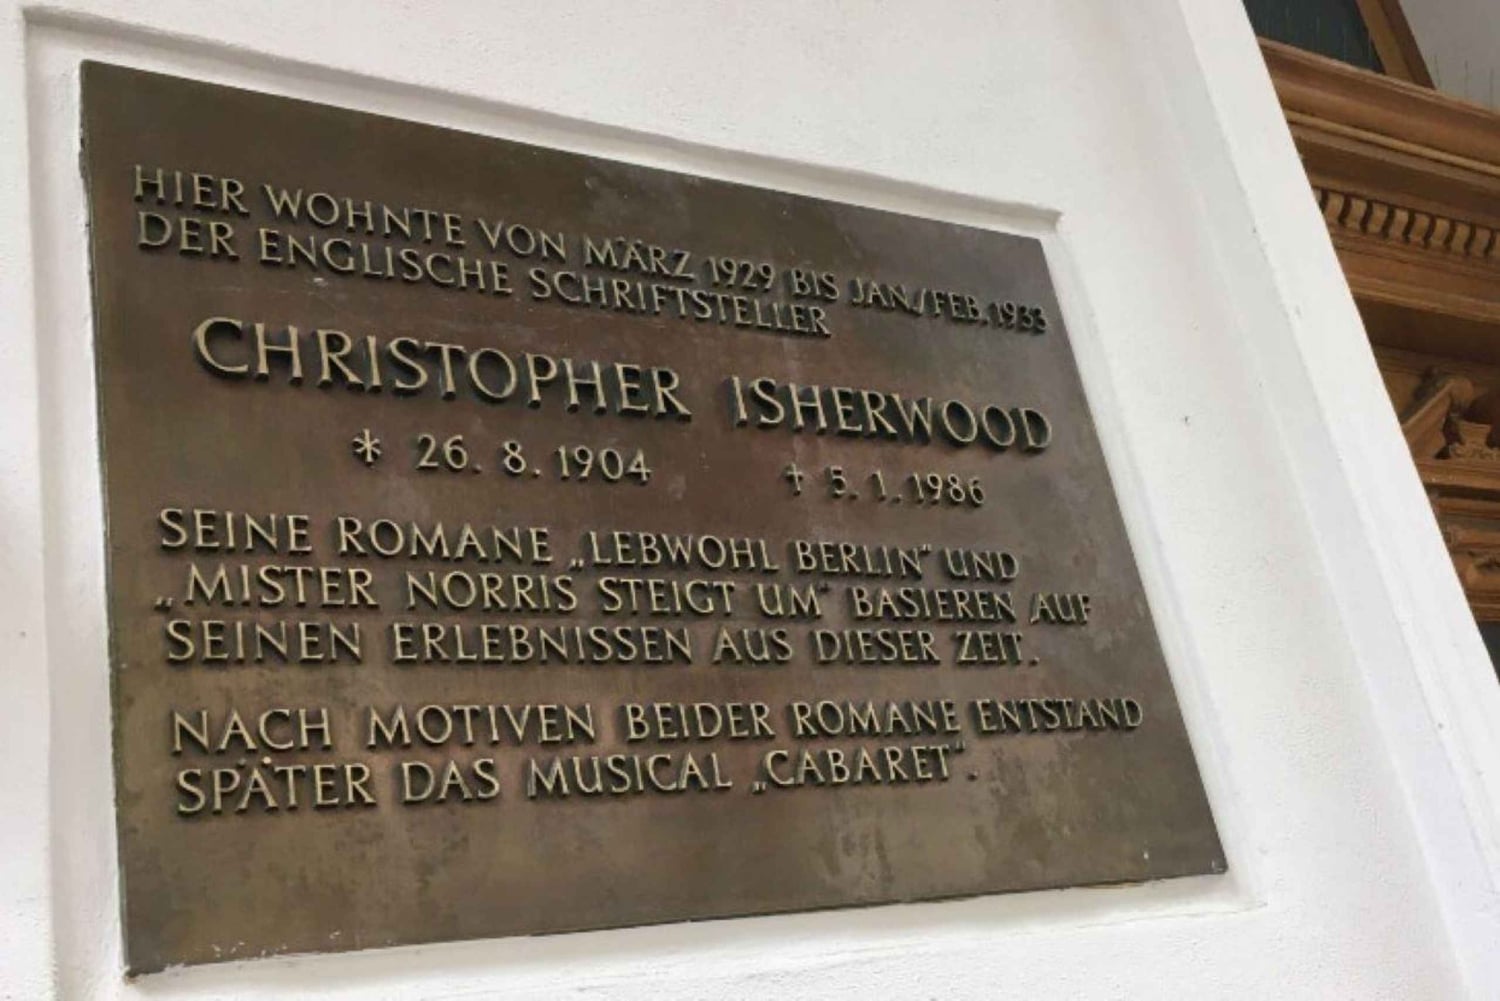 HIER WOHNTE VON MÄRZ 1929 BIS JAN./FEB. 1933
DER ENGLISCHE SCHRIFTSTELLER
CHRISTOPHER ISHERWOOD
* 26. 8. 1904 † 5. 1. 1986
SEINE ROMANE „LEBWOHL BERLIN“ UND
„MISTER NORRIS STEIGT UM“ BASIEREN AUF
SEINEN ERLEBNISSEN AUS DIESER ZEIT.
NACH MOTIVEN BEIDER ROMANE ENTSTAND
SPÄTER DAS MUSICAL „CABARET“.